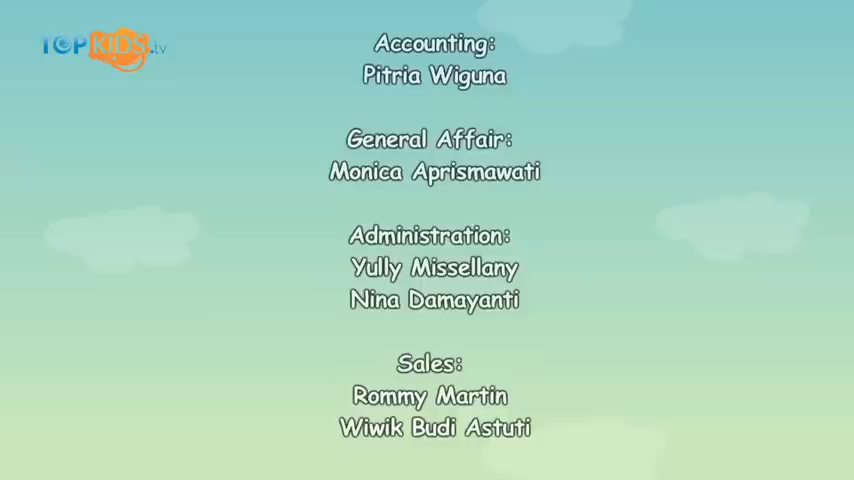 TOPKIDS.tv
Accounting:
Pitria Wiguna
General Affair:
Monica Aprismawati
Administration:
Yully Missellany
Nina Damayanti
Sales:
Rommy Martin
Wiwik Budi Astuti